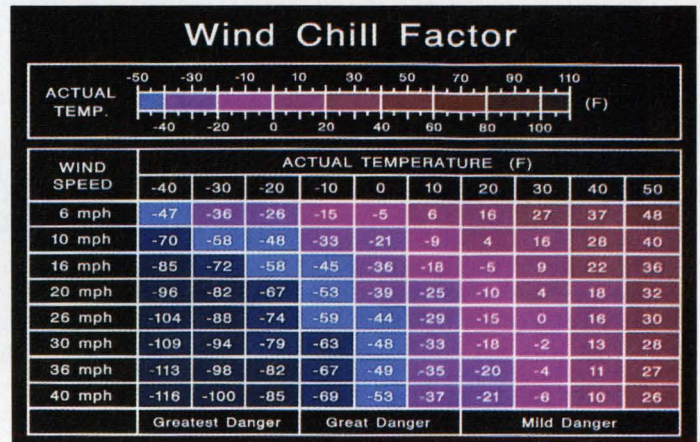 Wind Chill Factor
-50 -30 -10 10 30 50 70 90 110
ACTUAL TEMP. (F)
-40 -20 0 20 40 60 80 100
WIND SPEED ACTUAL TEMPERATURE (F)
-40 -30 -20 -10 0 10 20 30 40 50
6 mph -47 -36 -26 -15 -5 6 16 27 37 48
10 mph -70 -58 -48 -33 -21 -9 4 16 28 40
16 mph -85 -72 -58 -45 -36 -18 -5 9 22 36
20 mph -96 -82 -67 -53 -39 -25 -10 4 18 32
26 mph -104 -88 -74 -59 -44 -29 -15 0 16 30
30 mph -109 -94 -79 -63 -48 -33 -18 -2 13 28
36 mph -113 -98 -82 -67 -49 -35 -20 -4 11 27
40 mph -116 -100 -85 -69 -53 -37 -21 -6 10 26
Greatest Danger Great Danger Mild Danger